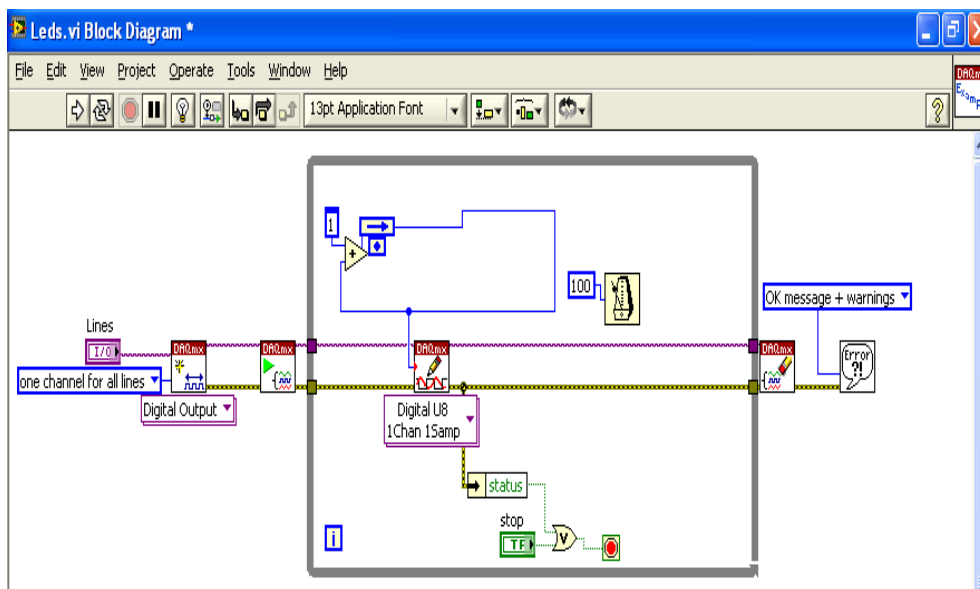 Leds.vi Block Diagram *
File Edit View Project Operate Tools Window Help
13pt Application Font
?
DAQmx
1
+
100
OK message + warnings
Lines
I/O
DAQmx
DAQmx
DAQmx
Error
?!
one channel for all lines
Digital Output
Digital U8
1Chan 1Samp
status
stop
TF
V
i